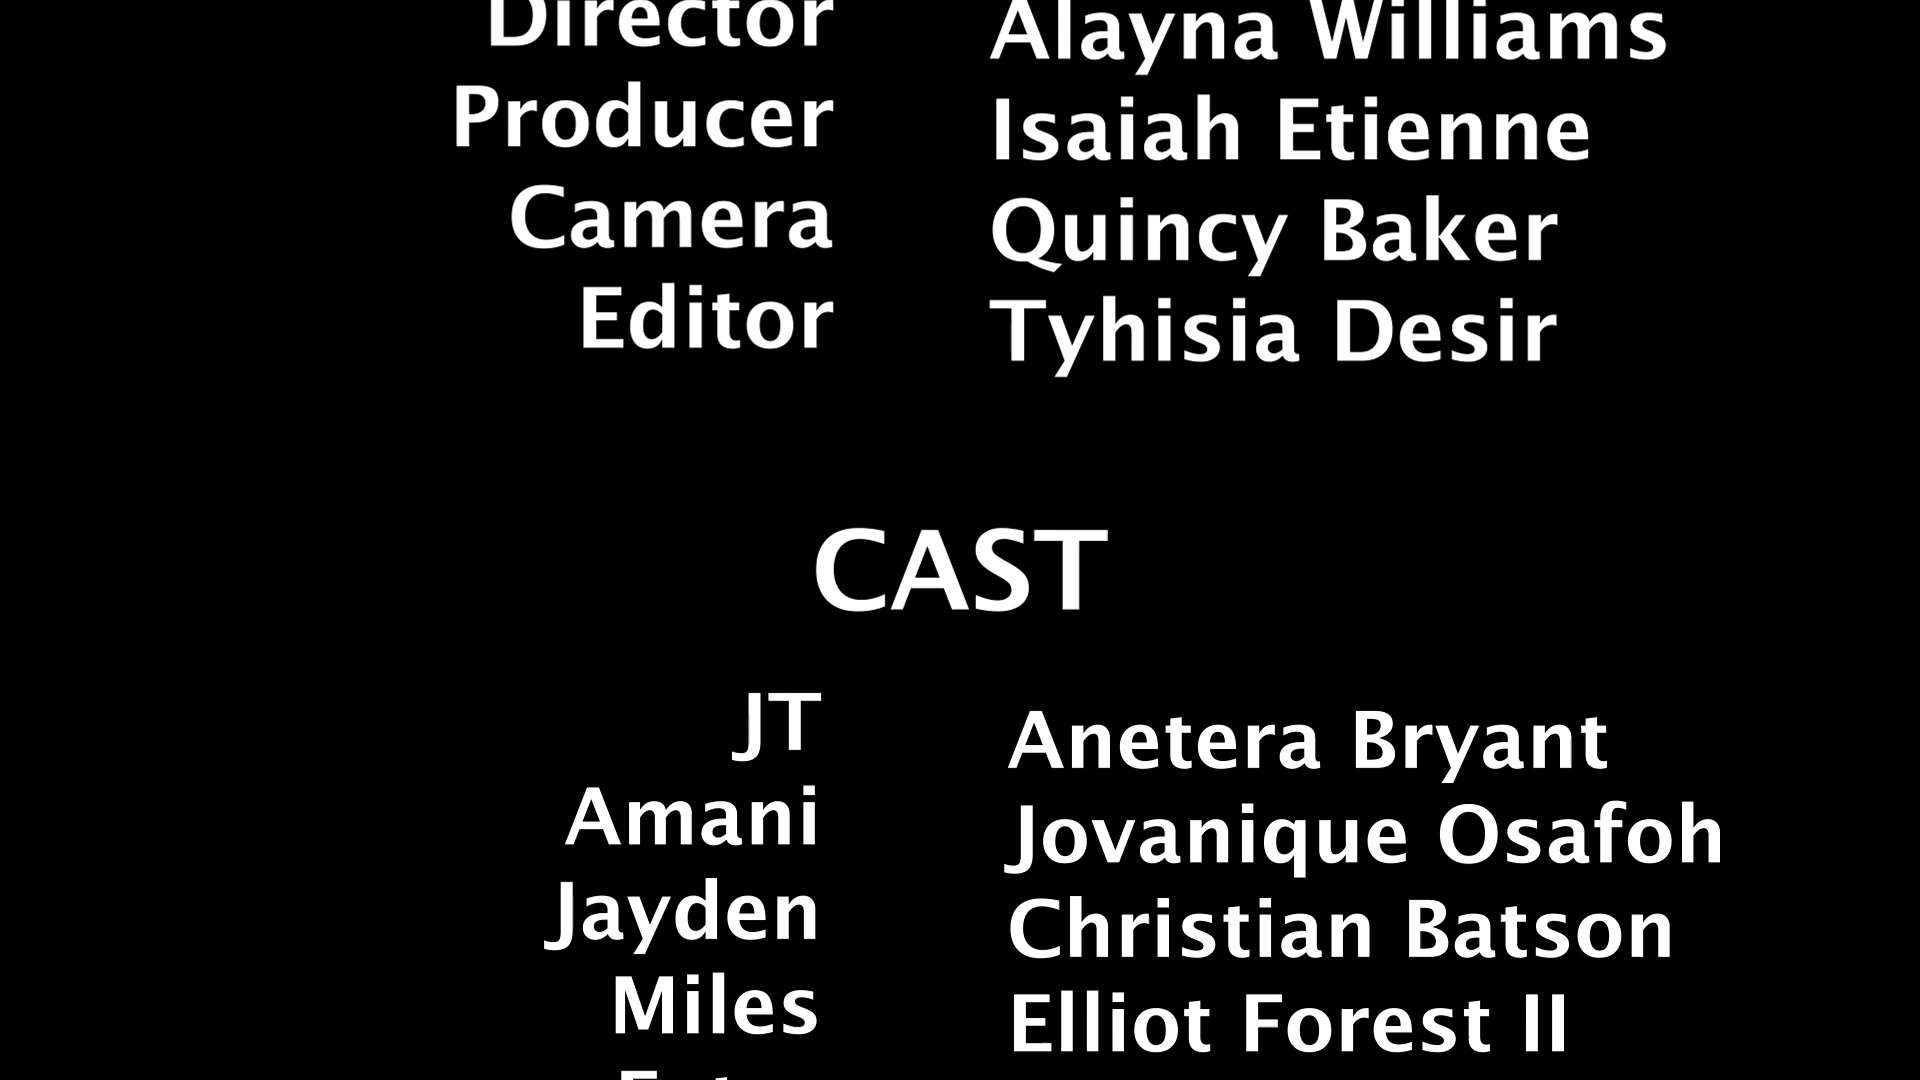 Director Alayna Williams
Producer Isaiah Etienne
Camera Quincy Baker
Editor Tyhisia Desir
CAST
JT Anetera Bryant
Amani Jovanique Osafoh
Jayden Christian Batson
Miles Elliot Forest II